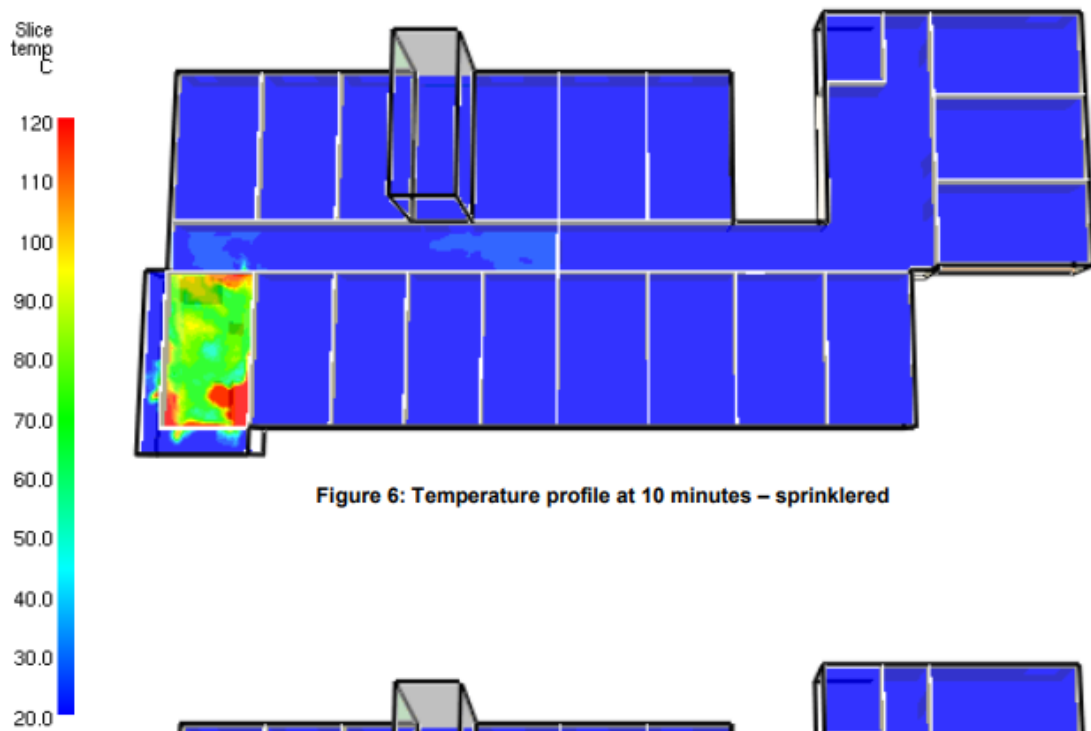 Slice
temp
C
120
110
100
90.0
80.0
70.0
60.0
50.0
40.0
30.0
20.0
Figure 6: Temperature profile at 10 minutes – sprinklered